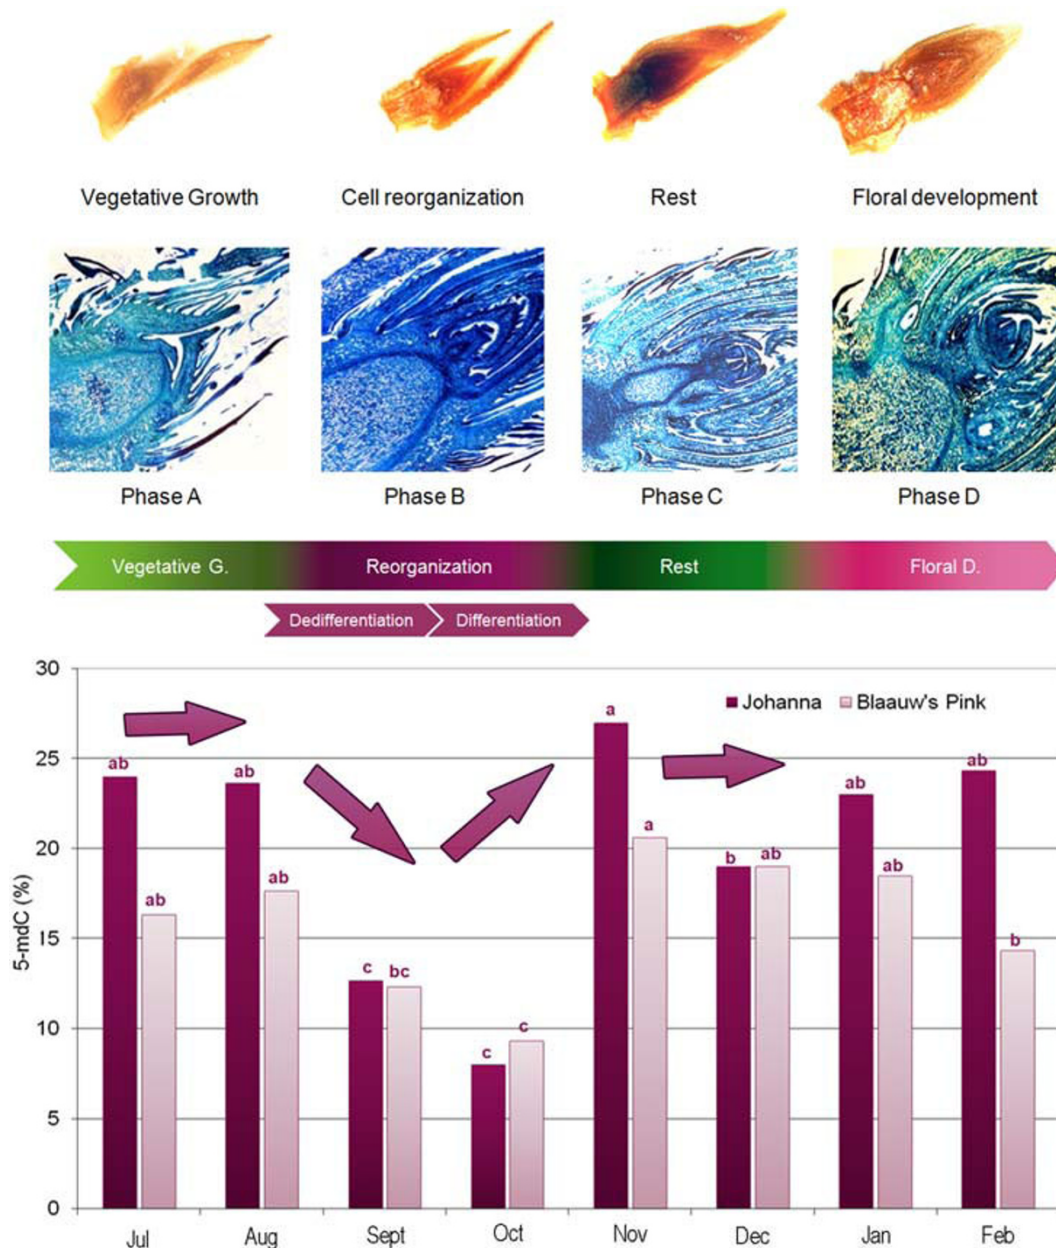 Vegetative Growth
Cell reorganization
Rest
Floral development
Phase A
Phase B
Phase C
Phase D
Vegetative G.
Reorganization
Rest
Floral D.
Dedifferentiation
Differentiation
Johanna
Blaauw's Pink
5-mdC (%)
30
25
20
15
10
5
0
ab
ab
ab
ab
c
bc
c
c
a
a
b
ab
ab
ab
ab
b
Jul
Aug
Sept
Oct
Nov
Dec
Jan
Feb